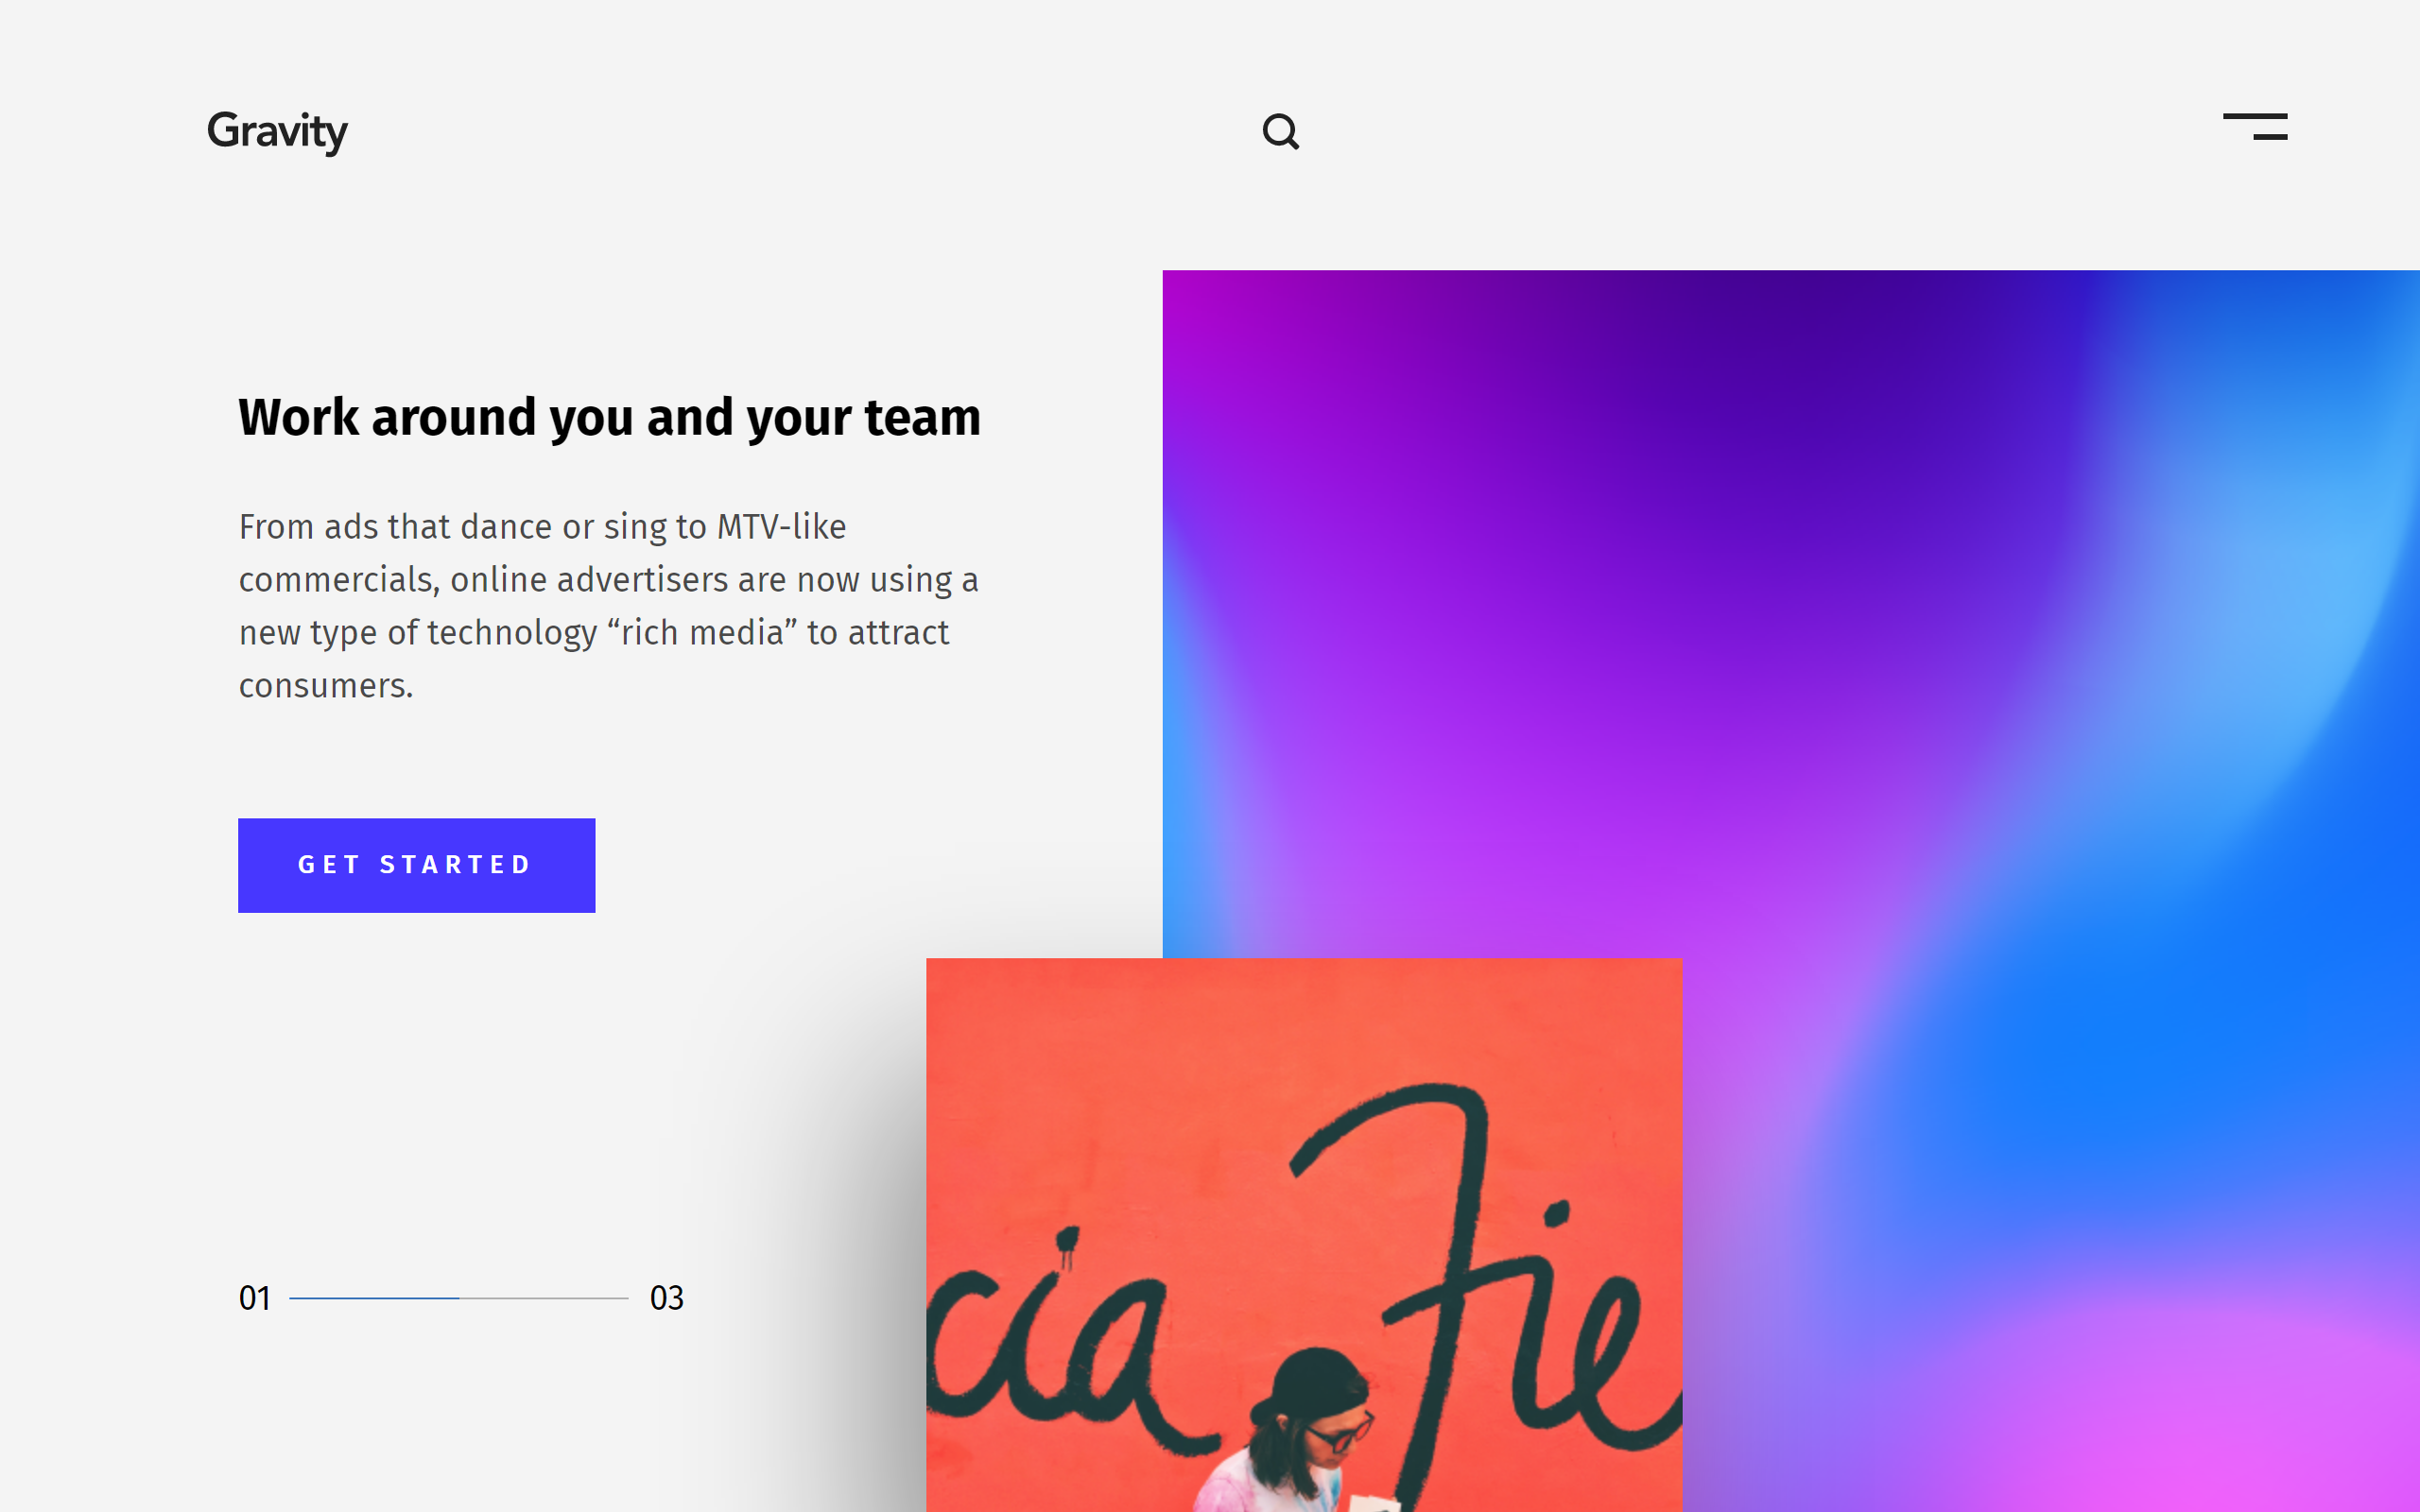 Gravity
Work around you and your team
From ads that dance or sing to MTV-like
commercials, online advertisers are now using a
new type of technology “rich media” to attract
consumers.
GET STARTED
01 03
cia Fie